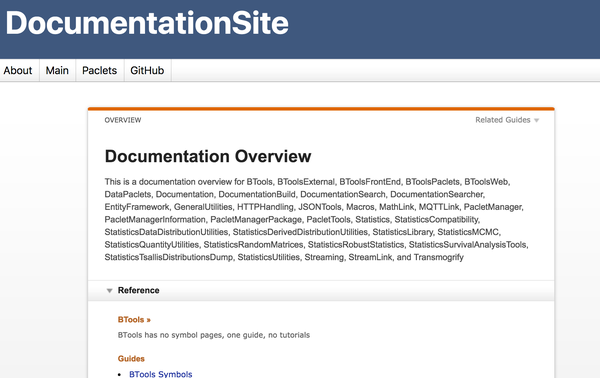 DocumentationSite
About
Main
Paclets
GitHub
OVERVIEW
Related Guides
Documentation Overview
This is a documentation overview for BTools, BToolsExternal, BToolsFrontEnd, BToolsPaclets, BToolsWeb,
DataPaclets, Documentation, DocumentationBuild, DocumentationSearch, DocumentationSearcher,
EntityFramework, GeneralUtilities, HTTPHandling, JSONTools, Macros, MathLink, MQTTLink, PacletManager,
PacletManagerInformation, PacletManagerPackage, PacletTools, Statistics, StatisticsCompatibility,
StatisticsDataDistributionUtilities, StatisticsDerivedDistributionUtilities, StatisticsLibrary, StatisticsMCMC,
StatisticsQuantityUtilities, StatisticsRandomMatrices, StatisticsRobustStatistics, StatisticsSurvivalAnalysisTools,
StatisticsTsallisDistributionsDump, StatisticsUtilities, Streaming, StreamLink, and Transmogrify
Reference
BTools »
BTools has no symbol pages, one guide, no tutorials
Guides
• BTools Symbols